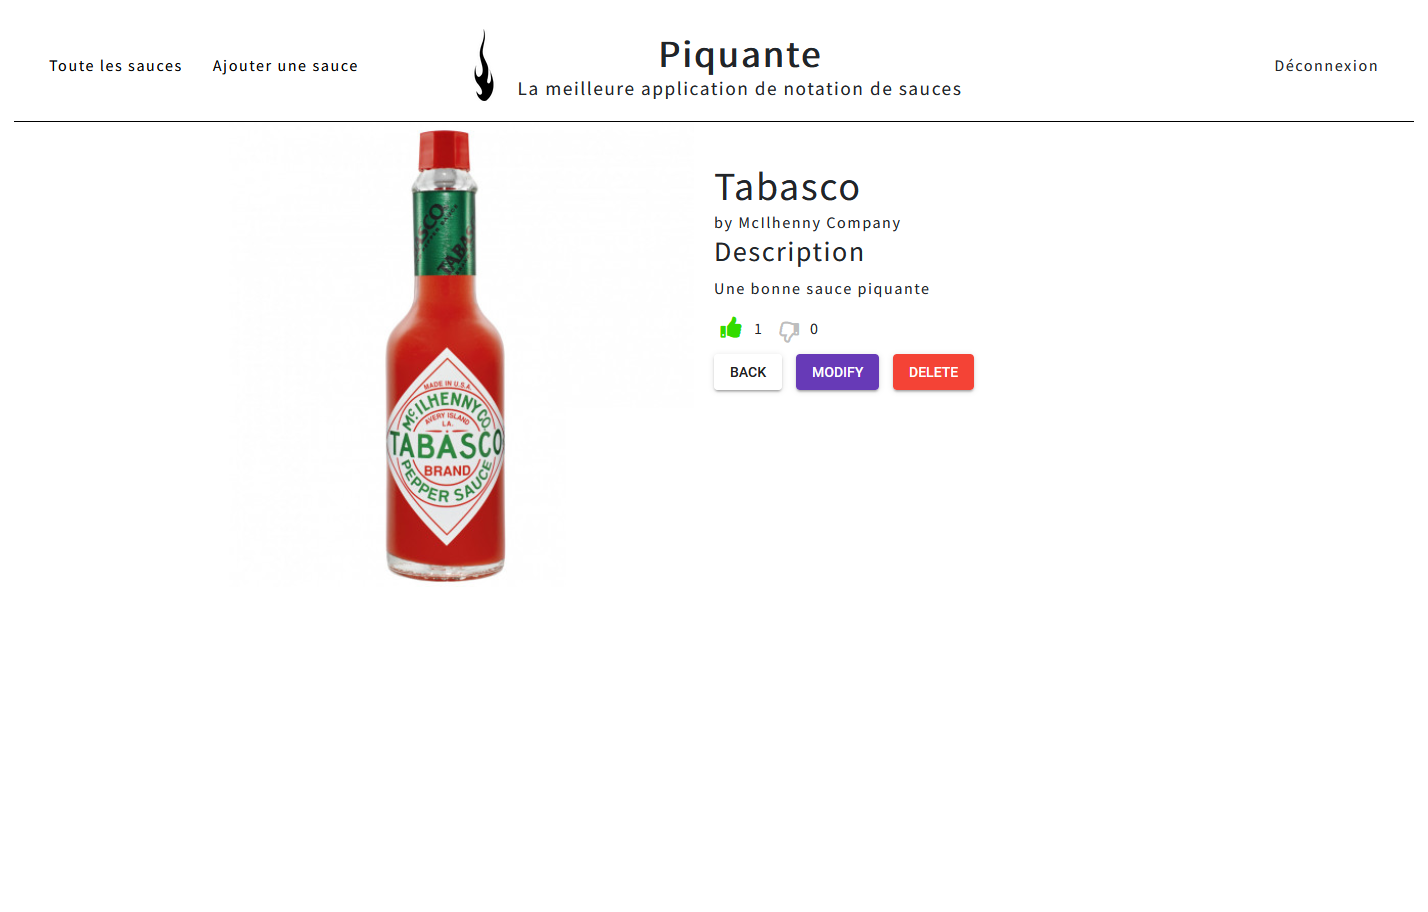 Toute les sauces
Ajouter une sauce
Piquante
La meilleure application de notation de sauces
Déconnexion
TABASCO
MADE IN U.S.A.
McILHENNY CO.
AVERY ISLAND
LA.
TABASCO
BRAND
PEPPER SAUCE
Tabasco
by McIlhenny Company
Description
Une bonne sauce piquante
1
0
BACK
MODIFY
DELETE